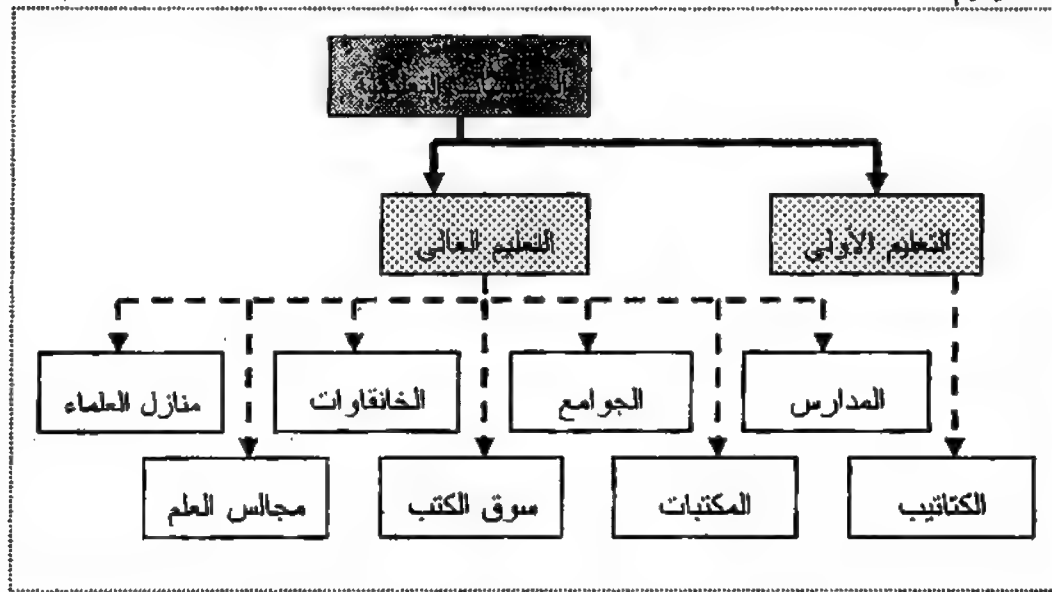 التعليم الأولي
التعليم العالي
المدارس
الجوامع
الخانقاوات
منازل العلماء
الكتاتيب
المكتبات
سوق الكتب
مجالس العلم